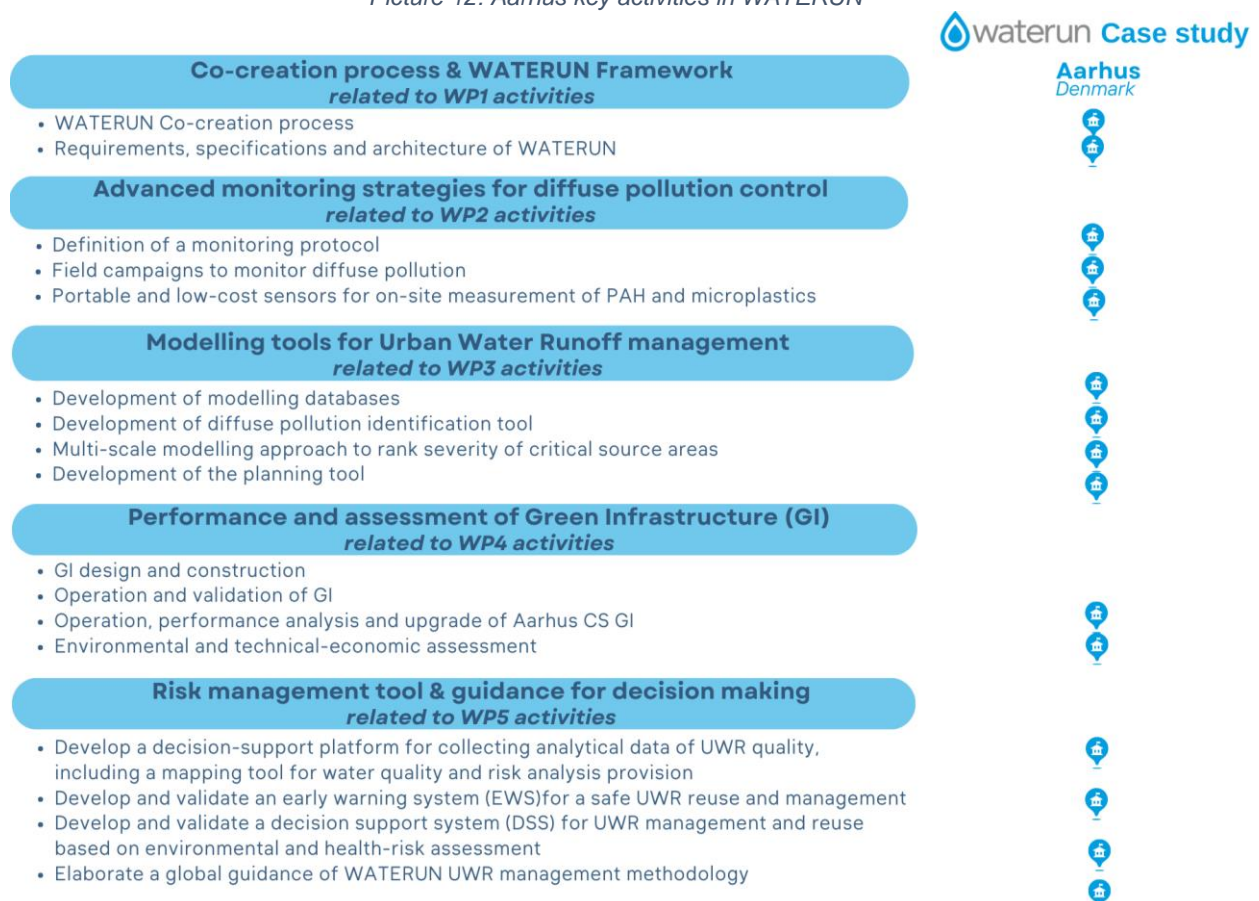 Picture 12: Aarhus key activities in WATERUN
waterun Case study
Co-creation process & WATERUN Framework
related to WP1 activities
Aarhus
Denmark
• WATERUN Co-creation process
• Requirements, specifications and architecture of WATERUN
Advanced monitoring strategies for diffuse pollution control
related to WP2 activities
• Definition of a monitoring protocol
• Field campaigns to monitor diffuse pollution
• Portable and low-cost sensors for on-site measurement of PAH and microplastics
Modelling tools for Urban Water Runoff management
related to WP3 activities
• Development of modelling databases
• Development of diffuse pollution identification tool
• Multi-scale modelling approach to rank severity of critical source areas
• Development of the planning tool
Performance and assessment of Green Infrastructure (GI)
related to WP4 activities
• GI design and construction
• Operation and validation of GI
• Operation, performance analysis and upgrade of Aarhus CS GI
• Environmental and technical-economic assessment
Risk management tool & guidance for decision making
related to WP5 activities
• Develop a decision-support platform for collecting analytical data of UWR quality,
including a mapping tool for water quality and risk analysis provision
• Develop and validate an early warning system (EWS)for a safe UWR reuse and management
• Develop and validate a decision support system (DSS) for UWR management and reuse
based on environmental and health-risk assessment
• Elaborate a global guidance of WATERUN UWR management methodology